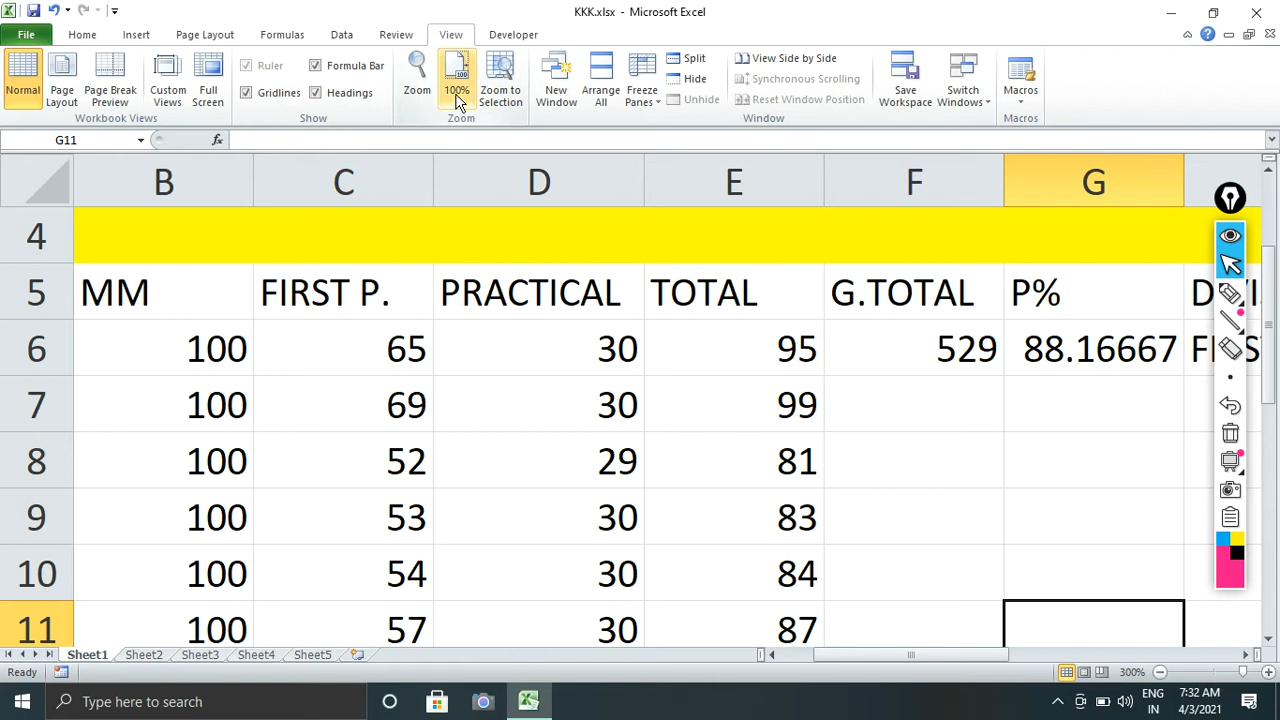 KKK.xlsx - Microsoft Excel
File Home Insert Page Layout Formulas Data Review View Developer
Normal Page Layout Page Break Preview Custom Views Full Screen
Workbook Views
Ruler Formula Bar
Gridlines Headings
Show
Zoom 100% Zoom to Selection
Zoom
New Window Arrange All Freeze Panes
Split
Hide
Unhide
View Side by Side
Synchronous Scrolling
Reset Window Position
Save Workspace Switch Windows
Window
Macros
Macros
G11 fx
B C D E F G
4
5 MM FIRST P. PRACTICAL TOTAL G.TOTAL P%
6 100 65 30 95 529 88.16667
7 100 69 30 99
8 100 52 29 81
9 100 53 30 83
10 100 54 30 84
11 100 57 30 87
Sheet1 Sheet2 Sheet3 Sheet4 Sheet5
Ready 300%
Type here to search
ENG
IN
7:32 AM
4/3/2021